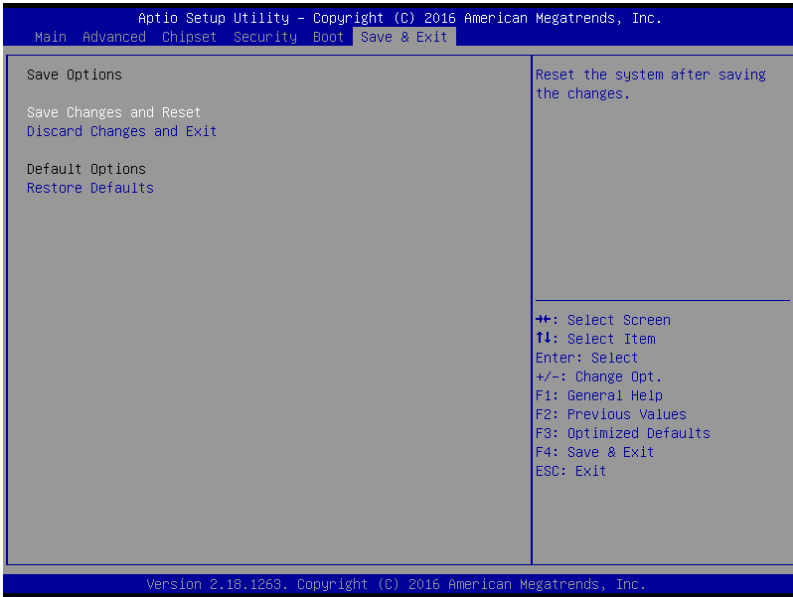 Aptio Setup Utility – Copyright (C) 2016 American Megatrends, Inc.
Main Advanced Chipset Security Boot Save & Exit
Save Options
Save Changes and Reset
Discard Changes and Exit
Default Options
Restore Defaults
Reset the system after saving
the changes.
→←: Select Screen
↑↓: Select Item
Enter: Select
+/-: Change Opt.
F1: General Help
F2: Previous Values
F3: Optimized Defaults
F4: Save & Exit
ESC: Exit
Version 2.18.1263. Copyright (C) 2016 American Megatrends, Inc.